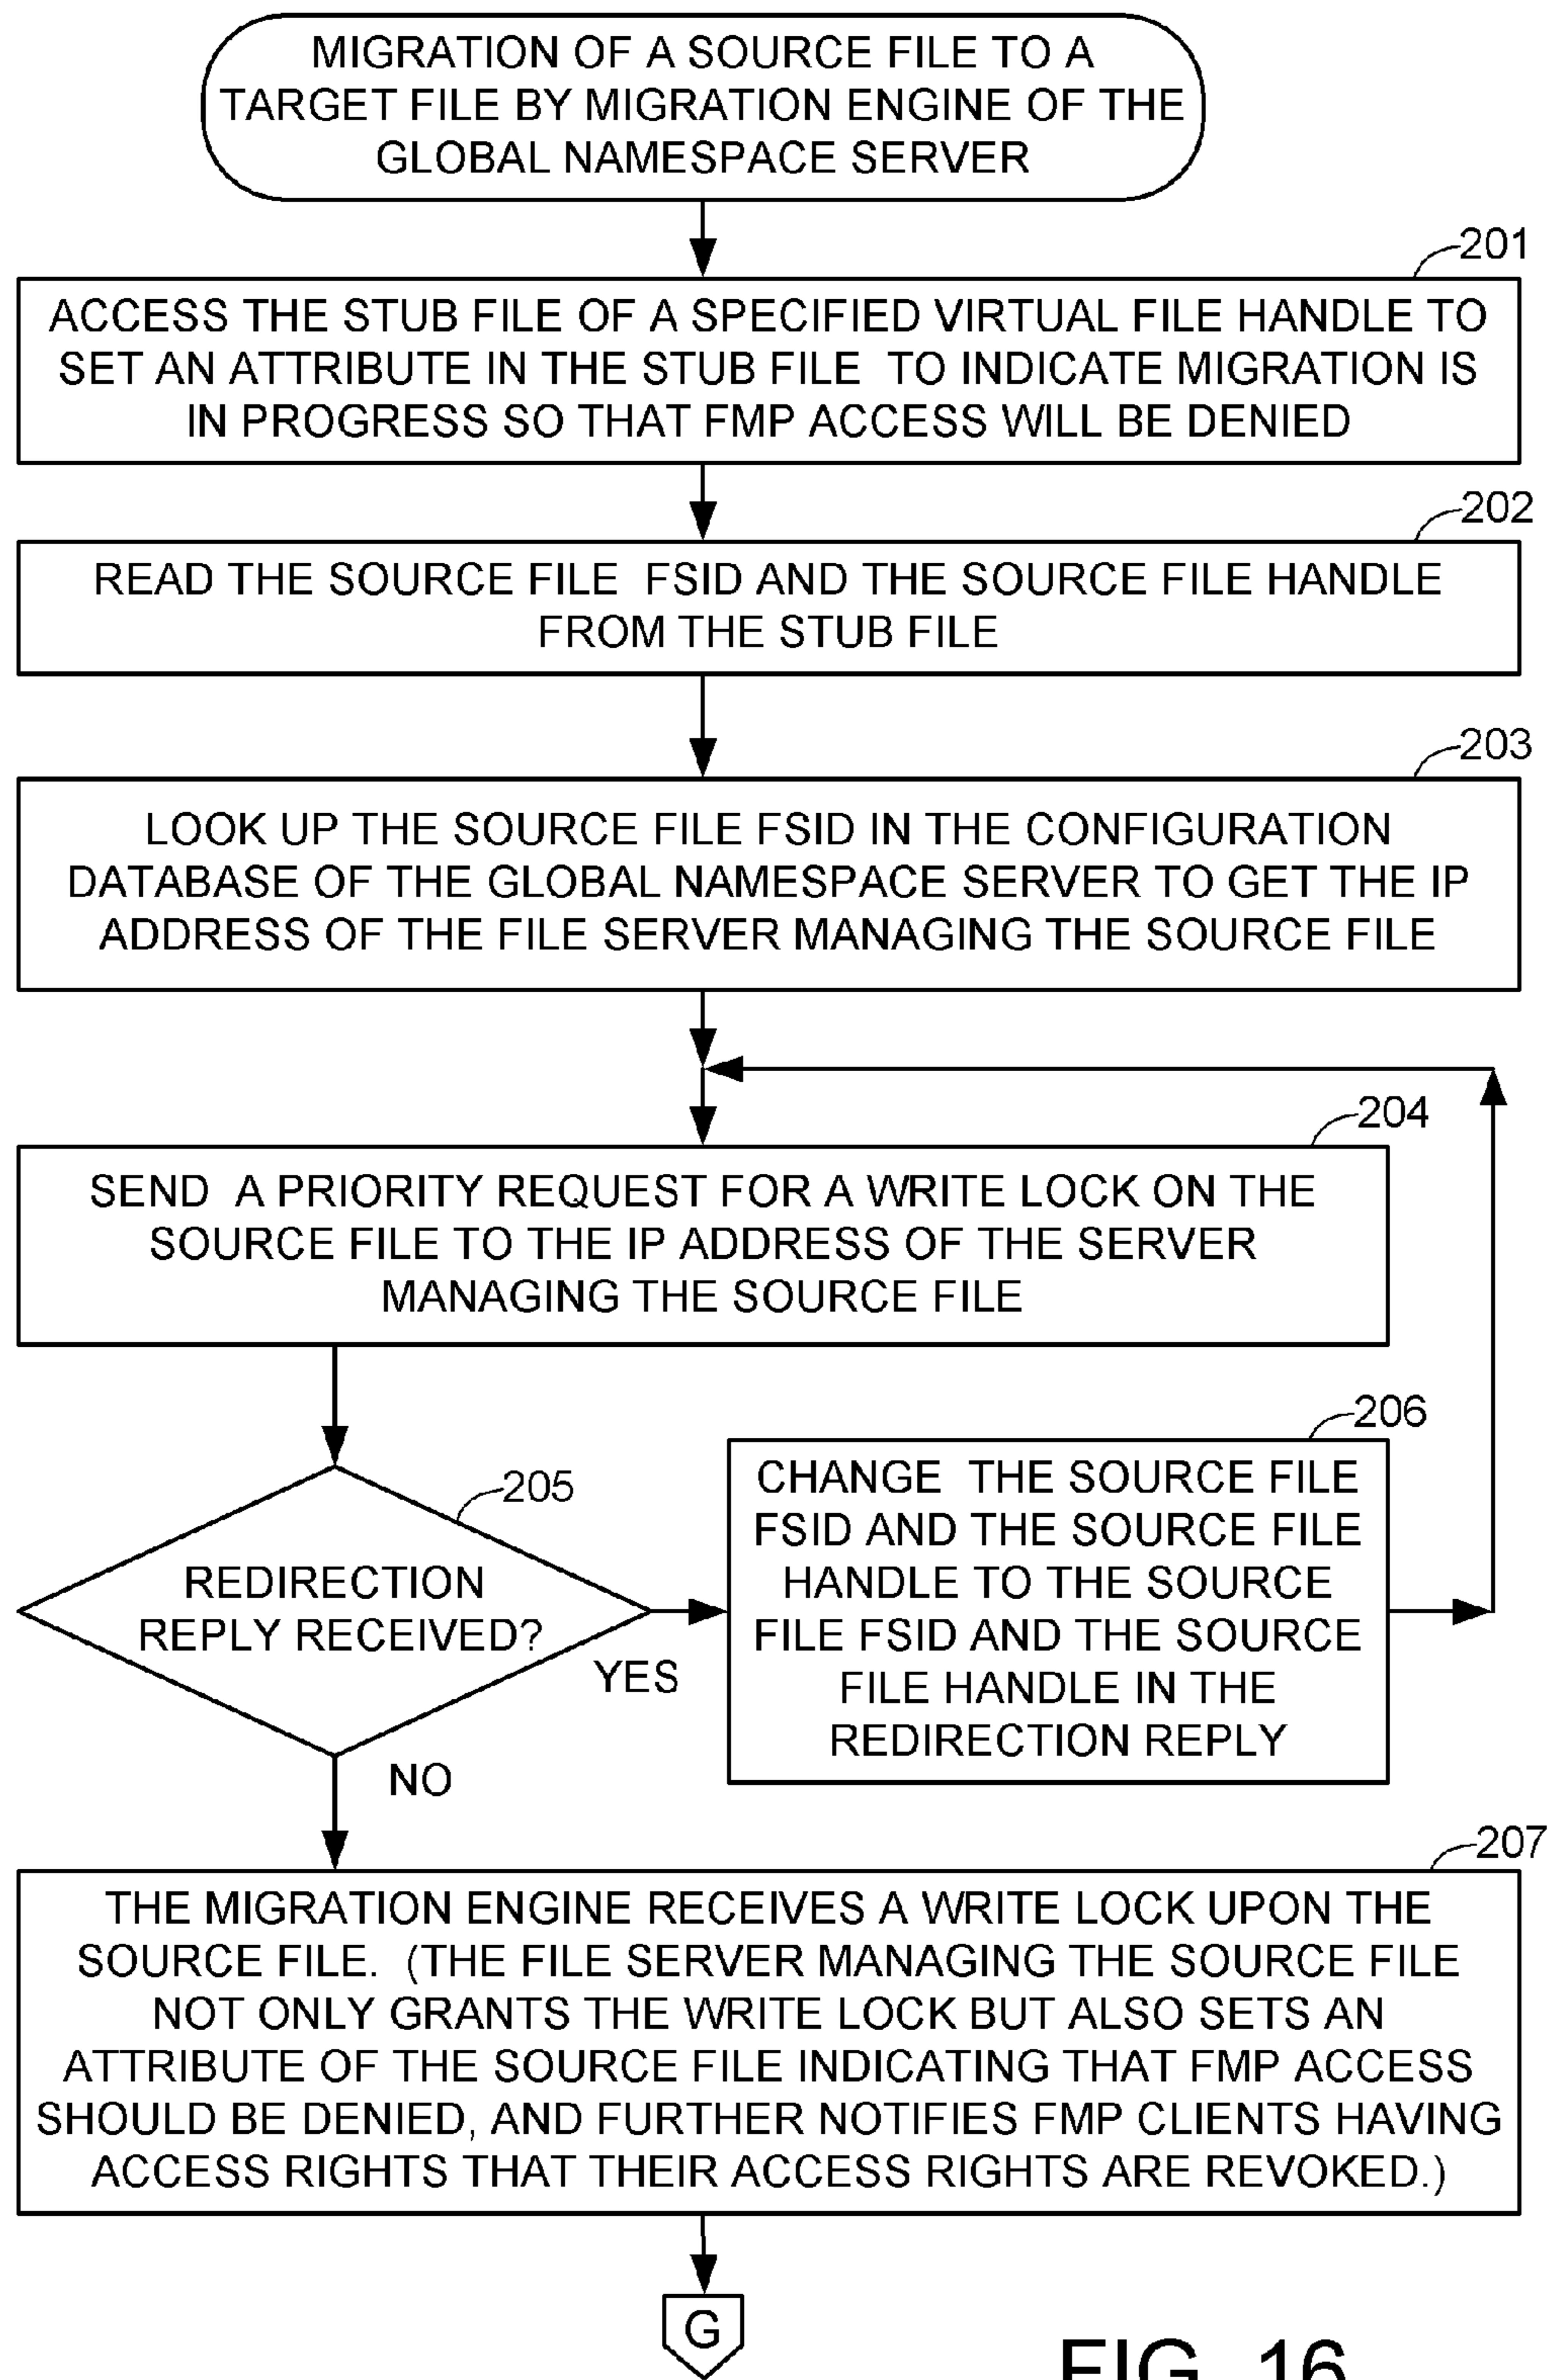 MIGRATION OF A SOURCE FILE TO A
TARGET FILE BY MIGRATION ENGINE OF THE
GLOBAL NAMESPACE SERVER
201
ACCESS THE STUB FILE OF A SPECIFIED VIRTUAL FILE HANDLE TO
SET AN ATTRIBUTE IN THE STUB FILE TO INDICATE MIGRATION IS
IN PROGRESS SO THAT FMP ACCESS WILL BE DENIED
202
READ THE SOURCE FILE FSID AND THE SOURCE FILE HANDLE
FROM THE STUB FILE
203
LOOK UP THE SOURCE FILE FSID IN THE CONFIGURATION
DATABASE OF THE GLOBAL NAMESPACE SERVER TO GET THE IP
ADDRESS OF THE FILE SERVER MANAGING THE SOURCE FILE
204
SEND A PRIORITY REQUEST FOR A WRITE LOCK ON THE
SOURCE FILE TO THE IP ADDRESS OF THE SERVER
MANAGING THE SOURCE FILE
205
REDIRECTION
REPLY RECEIVED?
YES
NO
206
CHANGE THE SOURCE FILE
FSID AND THE SOURCE FILE
HANDLE TO THE SOURCE
FILE FSID AND THE SOURCE
FILE HANDLE IN THE
REDIRECTION REPLY
207
THE MIGRATION ENGINE RECEIVES A WRITE LOCK UPON THE
SOURCE FILE. (THE FILE SERVER MANAGING THE SOURCE FILE
NOT ONLY GRANTS THE WRITE LOCK BUT ALSO SETS AN
ATTRIBUTE OF THE SOURCE FILE INDICATING THAT FMP ACCESS
SHOULD BE DENIED, AND FURTHER NOTIFIES FMP CLIENTS HAVING
ACCESS RIGHTS THAT THEIR ACCESS RIGHTS ARE REVOKED.)
G
FIG. 16